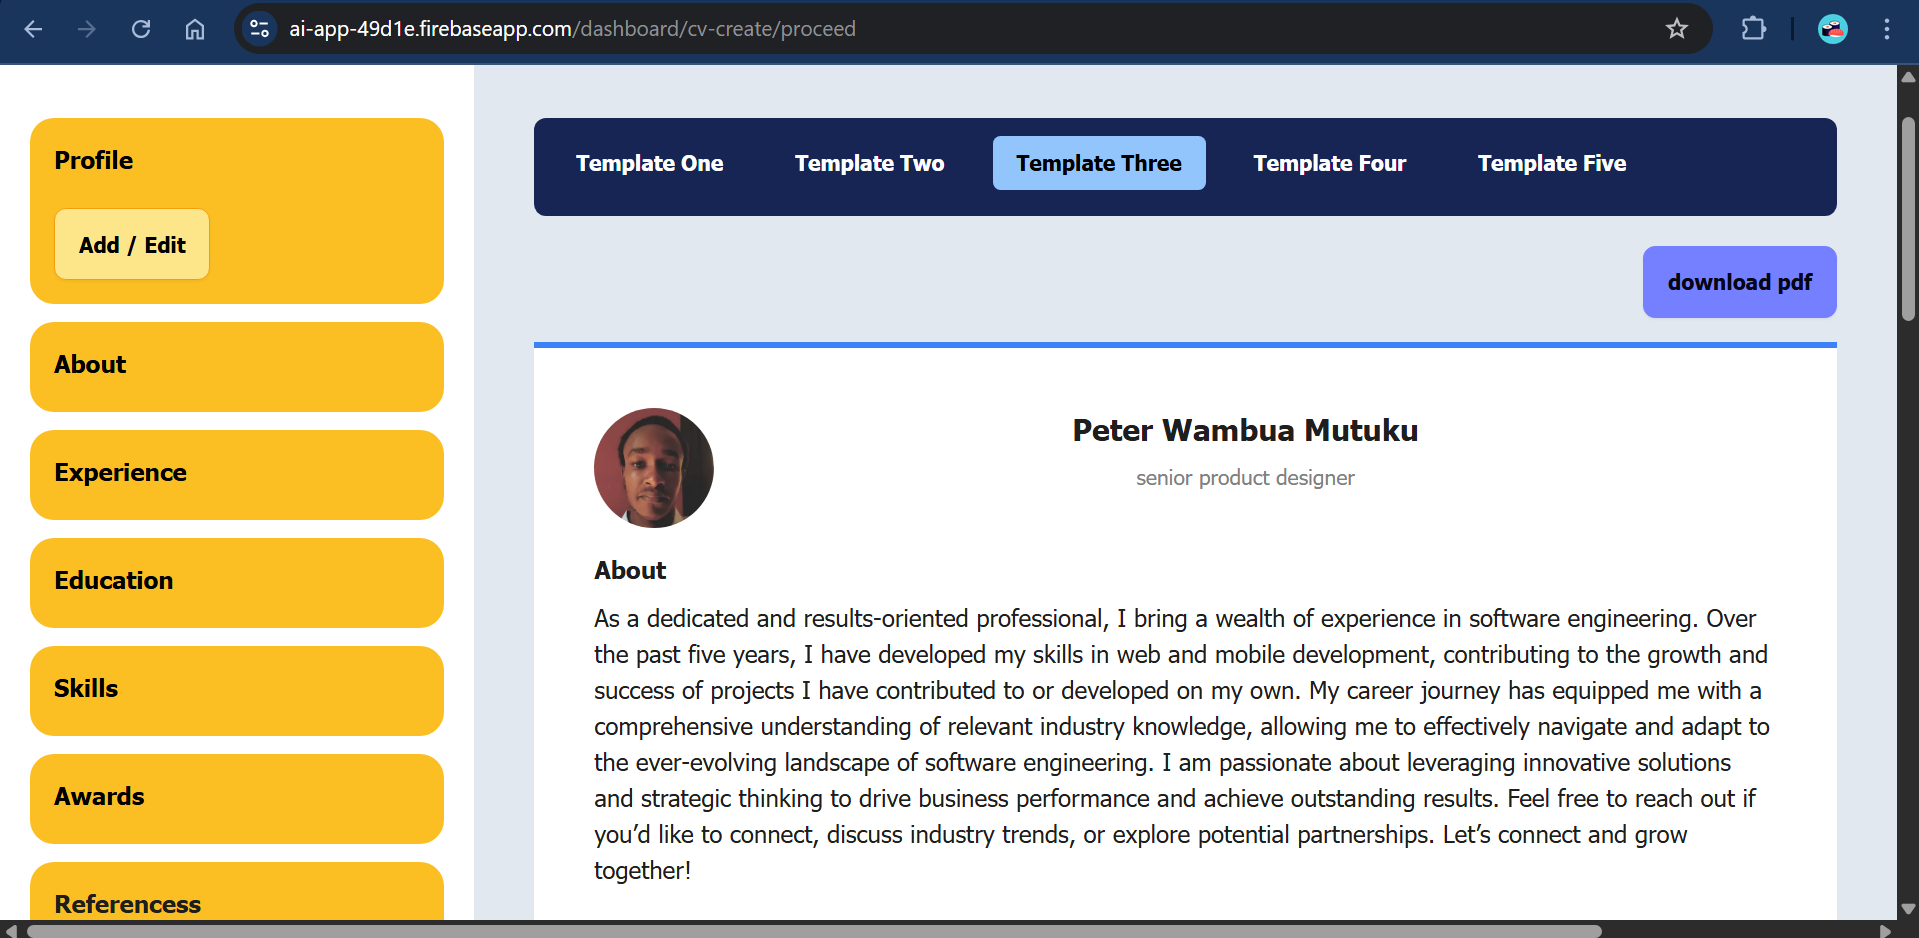 ai-app-49d1e.firebaseapp.com/dashboard/cv-create/proceed
Profile
Add / Edit
About
Experience
Education
Skills
Awards
Referencess
Template One
Template Two
Template Three
Template Four
Template Five
download pdf
Peter Wambua Mutuku
senior product designer
About
As a dedicated and results-oriented professional, I bring a wealth of experience in software engineering. Over
the past five years, I have developed my skills in web and mobile development, contributing to the growth and
success of projects I have contributed to or developed on my own. My career journey has equipped me with a
comprehensive understanding of relevant industry knowledge, allowing me to effectively navigate and adapt to
the ever-evolving landscape of software engineering. I am passionate about leveraging innovative solutions
and strategic thinking to drive business performance and achieve outstanding results. Feel free to reach out if
you’d like to connect, discuss industry trends, or explore potential partnerships. Let’s connect and grow
together!